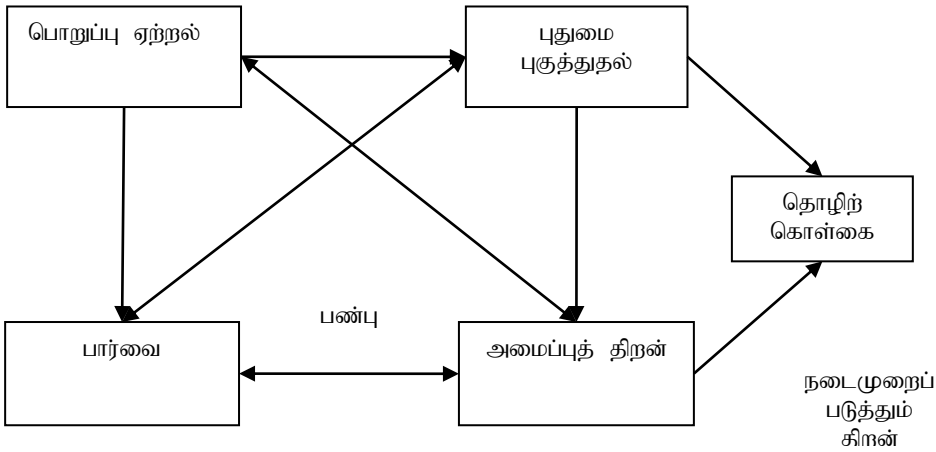 பொறுப்பு ஏற்றல்
புதுமை
புகுத்துதல்
தொழிற்
கொள்கை
பண்பு
பார்வை
அமைப்புத் திறன்
நடைமுறைப்
படுத்தும்
திறன்